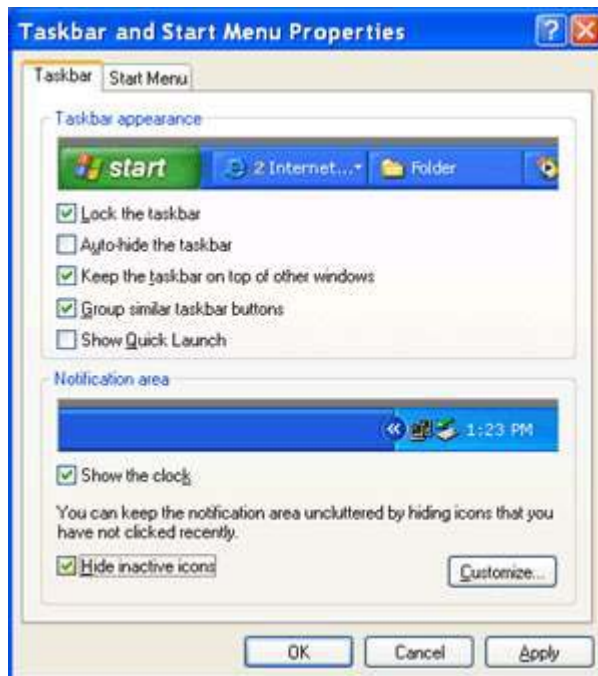 Taskbar and Start Menu Properties
Taskbar Start Menu
Taskbar appearance
start 2 Internet... Folder
Lock the taskbar
Auto-hide the taskbar
Keep the taskbar on top of other windows
Group similar taskbar buttons
Show Quick Launch
Notification area
1:23 PM
Show the clock
You can keep the notification area uncluttered by hiding icons that you
have not clicked recently.
Hide inactive icons
Customize...
OK Cancel Apply